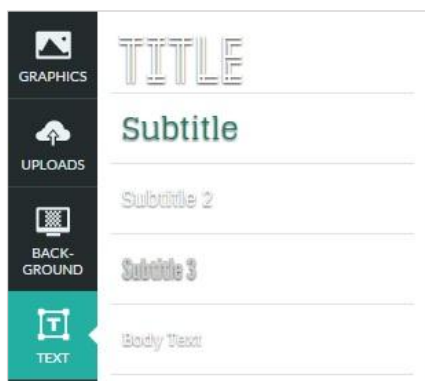 GRAPHICS
TITLE
UPLOADS
Subtitle
BACK-
GROUND
Subtitle 2
Subtitle 3
TEXT
Body Text